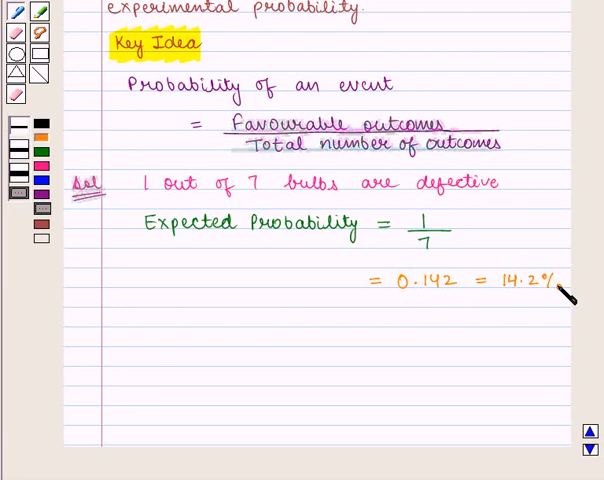 experimental probability.
Key Idea
Probability of an event
= Favourable outcomes
Total number of outcomes
Sol 1 out of 7 bulbs are defective
Expected Probability = 1
7
= 0.142 = 14.2%